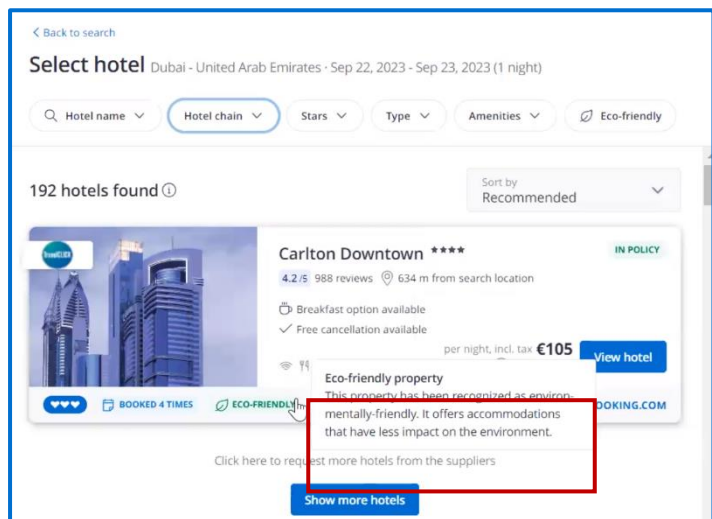 Back to search
Select hotel Dubai - United Arab Emirates · Sep 22, 2023 - Sep 23, 2023 (1 night)
Hotel name Hotel chain Stars Type Amenities Eco-friendly
192 hotels found
Sort by
Recommended
Carlton Downtown ****
IN POLICY
4.2 /5 988 reviews 634 m from search location
Breakfast option available
Free cancellation available
per night, incl. tax €105
View hotel
Eco-friendly property
This property has been recognized as environ-
mentally-friendly. It offers accommodations
that have less impact on the environment.
BOOKED 4 TIMES ECO-FRIENDLY OOKING.COM
Click here to request more hotels from the suppliers
Show more hotels